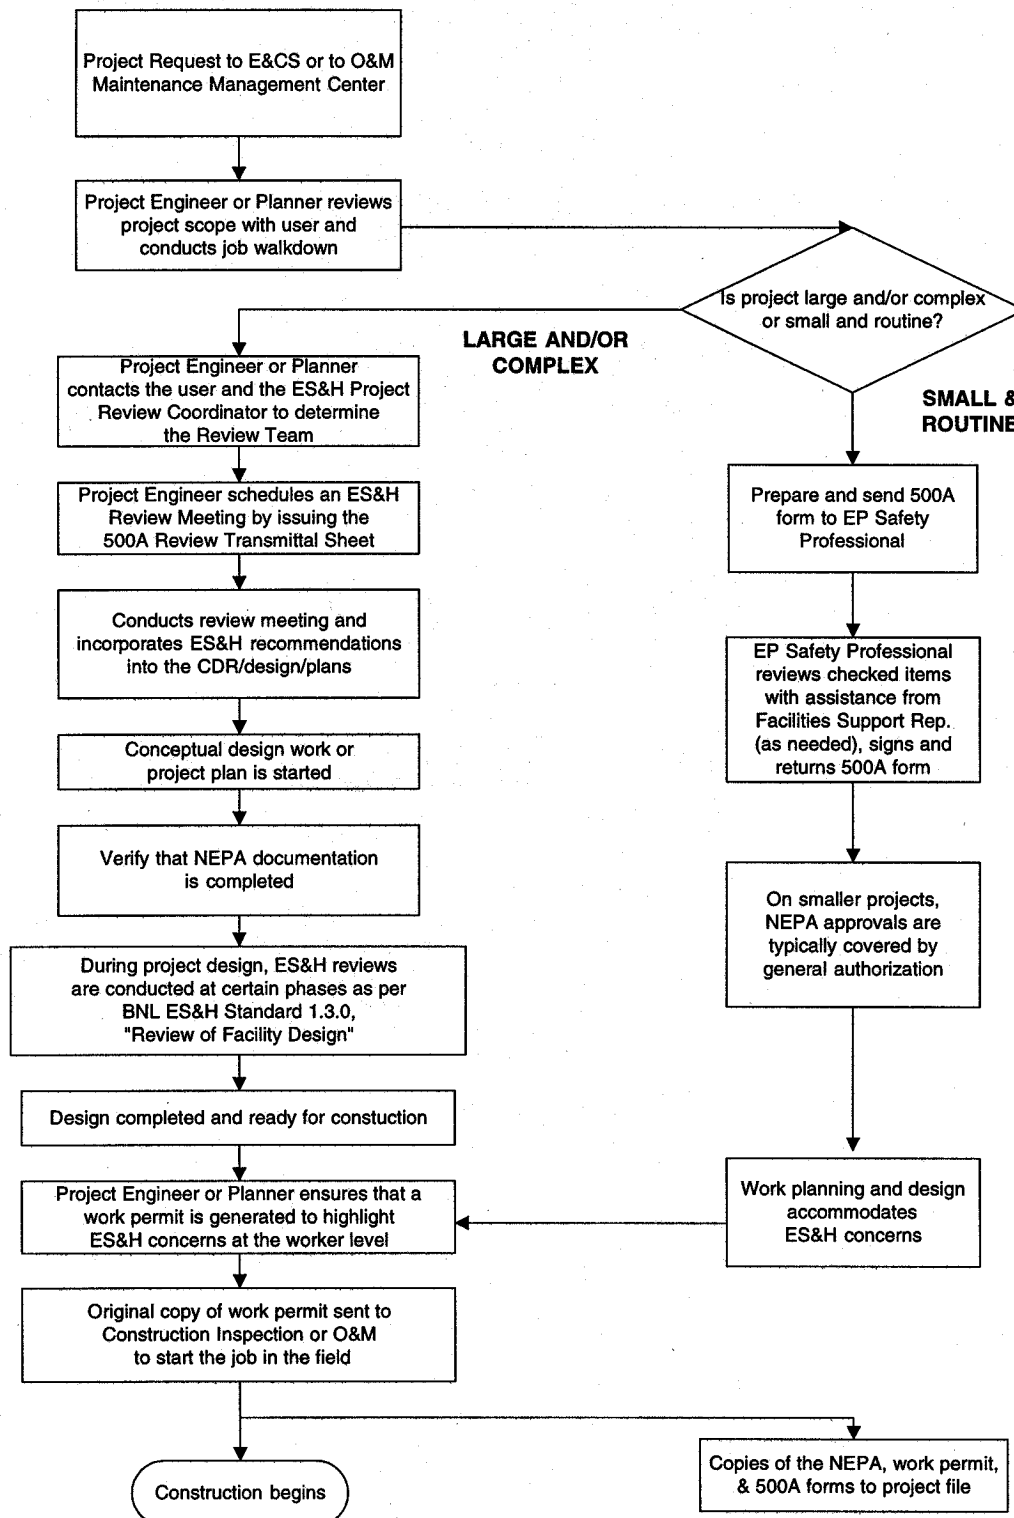 Project Request to E&CS or to O&M
Maintenance Management Center
Project Engineer or Planner reviews
project scope with user and
conducts job walkdown
Is project large and/or complex
or small and routine?
LARGE AND/OR
COMPLEX
SMALL &
ROUTINE
Project Engineer or Planner
contacts the user and the ES&H Project
Review Coordinator to determine
the Review Team
Project Engineer schedules an ES&H
Review Meeting by issuing the
500A Review Transmittal Sheet
Conducts review meeting and
incorporates ES&H recommendations
into the CDR/design/plans
Conceptual design work or
project plan is started
Verify that NEPA documentation
is completed
During project design, ES&H reviews
are conducted at certain phases as per
BNL ES&H Standard 1.3.0,
"Review of Facility Design"
Design completed and ready for constuction
Prepare and send 500A
form to EP Safety
Professional
EP Safety Professional
reviews checked items
with assistance from
Facilities Support Rep.
(as needed), signs and
returns 500A form
On smaller projects,
NEPA approvals are
typically covered by
general authorization
Work planning and design
accommodates
ES&H concerns
Project Engineer or Planner ensures that a
work permit is generated to highlight
ES&H concerns at the worker level
Original copy of work permit sent to
Construction Inspection or O&M
to start the job in the field
Construction begins
Copies of the NEPA, work permit,
& 500A forms to project file